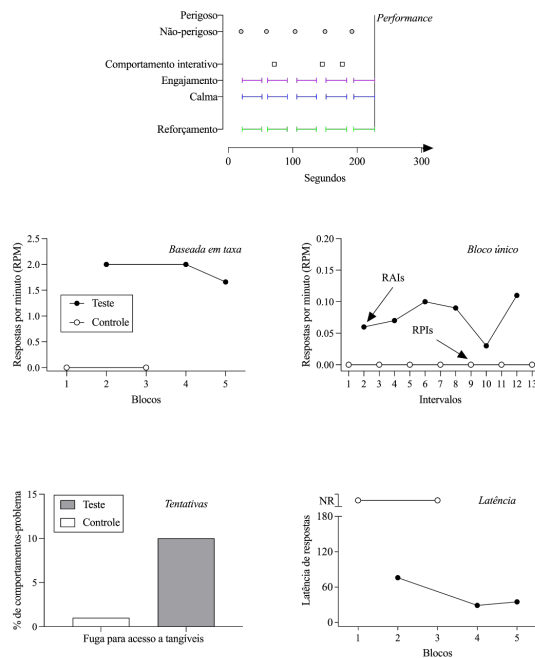 Perigoso
Performance
Não-perigoso
Comportamento interativo
Engajamento
Calma
Reforçamento
0 100 200 300
Segundos
Baseada em taxa
Respostas por minuto (RPM)
2.5
2.0
1.5
1.0
0.5
0.0
Teste
Controle
1 2 3 4 5
Blocos
Bloco único
Respostas por minuto (RPM)
0.20
0.15
0.10
0.05
0.00
RAIs
RPIs
1 2 3 4 5 6 7 8 9 10 11 12 13
Intervalos
Tentativas
% de comportamentos-problema
15
10
5
0
Teste
Controle
Fuga para acesso a tangíveis
Latência
Latência de respostas
NR
180
120
60
0
1 2 3 4 5
Blocos